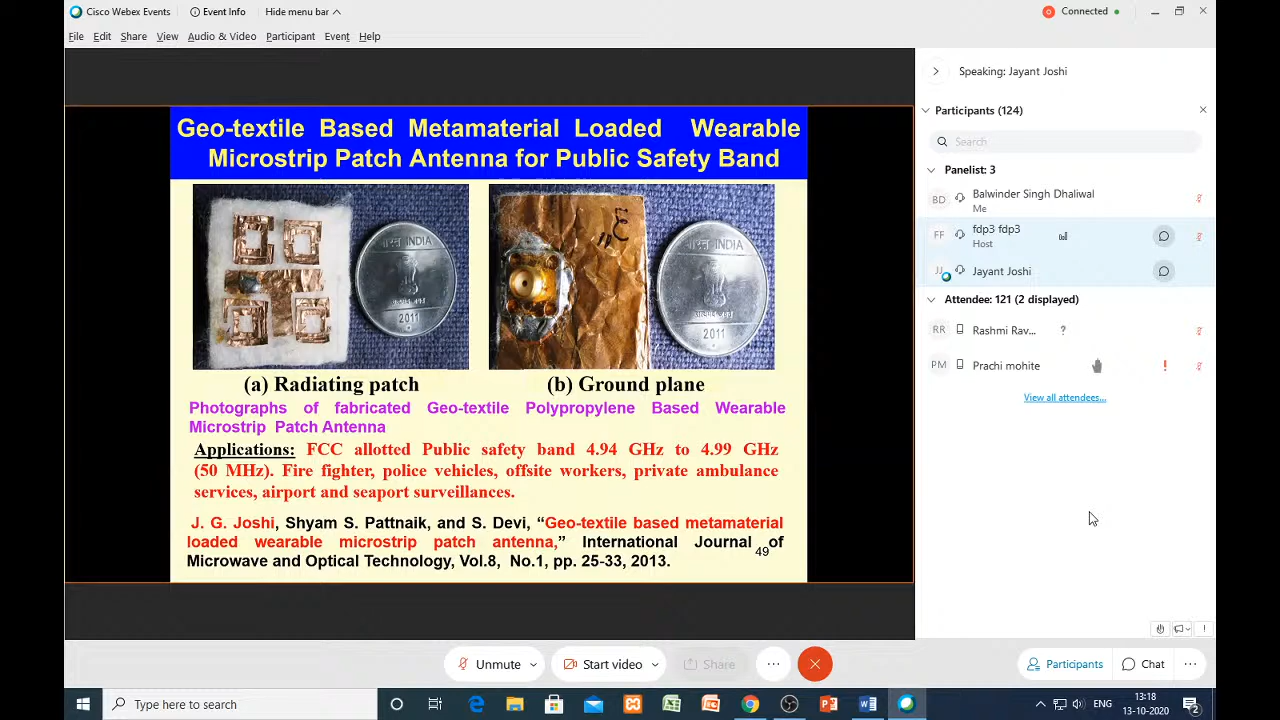 Cisco Webex Events
Event Info
Hide menu bar
Connected
File Edit Share View Audio & Video Participant Event Help
Speaking: Jayant Joshi
Participants (124)
Search
Panelist: 3
BD Balwinder Singh Dhaliwal
Me
FF fdp3 fdp3
Host
JJ Jayant Joshi
Attendee: 121 (2 displayed)
RR Rashmi Rav... ?
PM Prachi mohite !
View all attendees...
Geo-textile Based Metamaterial Loaded Wearable
Microstrip Patch Antenna for Public Safety Band
INDIA
2011
INDIA
2011
(a) Radiating patch
(b) Ground plane
Photographs of fabricated Geo-textile Polypropylene Based Wearable
Microstrip Patch Antenna
Applications: FCC allotted Public safety band 4.94 GHz to 4.99 GHz
(50 MHz). Fire fighter, police vehicles, offsite workers, private ambulance
services, airport and seaport surveillances.
J. G. Joshi, Shyam S. Pattnaik, and S. Devi, “Geo-textile based metamaterial
loaded wearable microstrip patch antenna,” International Journal of
Microwave and Optical Technology, Vol.8, No.1, pp. 25-33, 2013.
49
Unmute
Start video
Share
Participants
Chat
Type here to search
ENG
13:18
13-10-2020
2